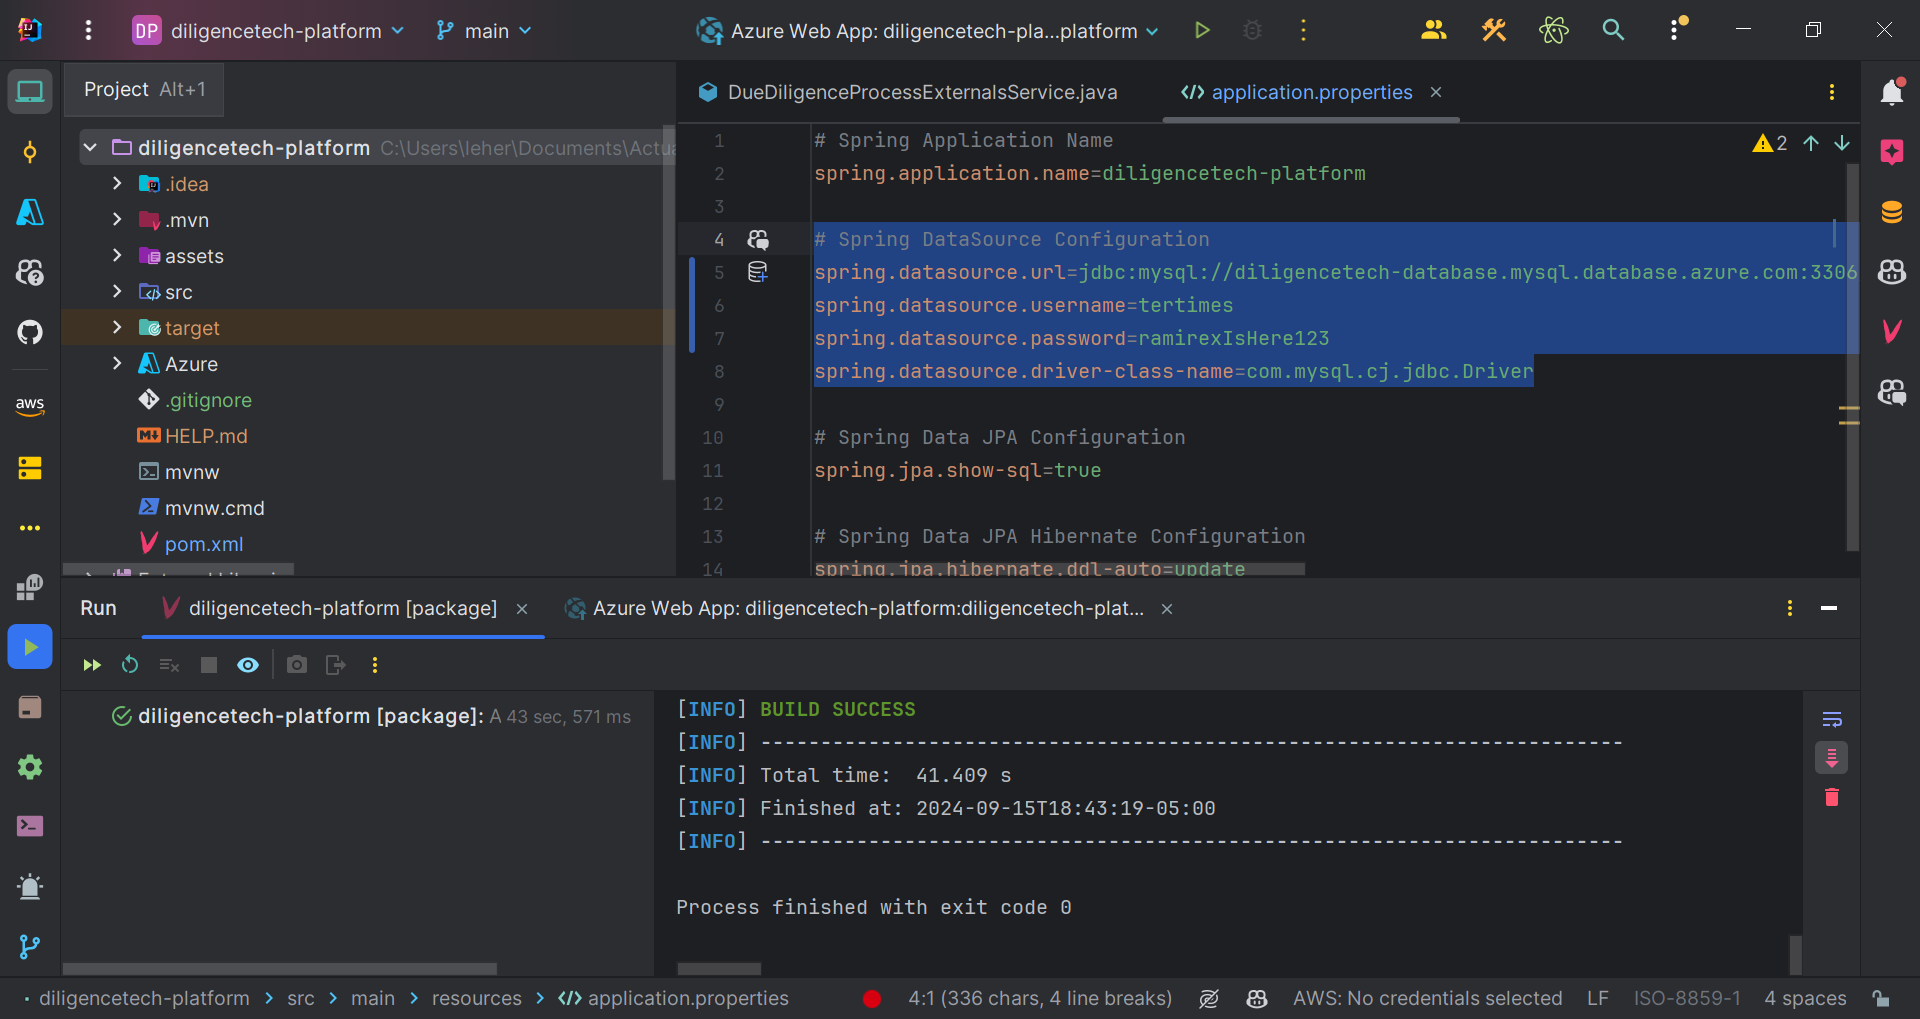 DP diligencetech-platform main Azure Web App: diligencetech-pla...platform
Project Alt+1
diligencetech-platform C:\Users\leher\Documents\Actua
.idea
.mvn
assets
src
target
Azure
.gitignore
HELP.md
mvnw
mvnw.cmd
pom.xml
aws
DueDiligenceProcessExternalsService.java application.properties
2
1 # Spring Application Name
2 spring.application.name=diligencetech-platform
3
4 # Spring DataSource Configuration
5 spring.datasource.url=jdbc:mysql://diligencetech-database.mysql.database.azure.com:3306
6 spring.datasource.username=tertimes
7 spring.datasource.password=ramirexIsHere123
8 spring.datasource.driver-class-name=com.mysql.cj.jdbc.Driver
9
10 # Spring Data JPA Configuration
11 spring.jpa.show-sql=true
12
13 # Spring Data JPA Hibernate Configuration
14 spring.jpa.hibernate.ddl-auto=update
Run diligencetech-platform [package] Azure Web App: diligencetech-platform:diligencetech-plat...
diligencetech-platform [package]: A 43 sec, 571 ms
[INFO] BUILD SUCCESS
[INFO] ------------------------------------------------------------------------
[INFO] Total time:  41.409 s
[INFO] Finished at: 2024-09-15T18:43:19-05:00
[INFO] ------------------------------------------------------------------------
Process finished with exit code 0
diligencetech-platform > src > main > resources > application.properties 4:1 (336 chars, 4 line breaks) AWS: No credentials selected LF ISO-8859-1 4 spaces